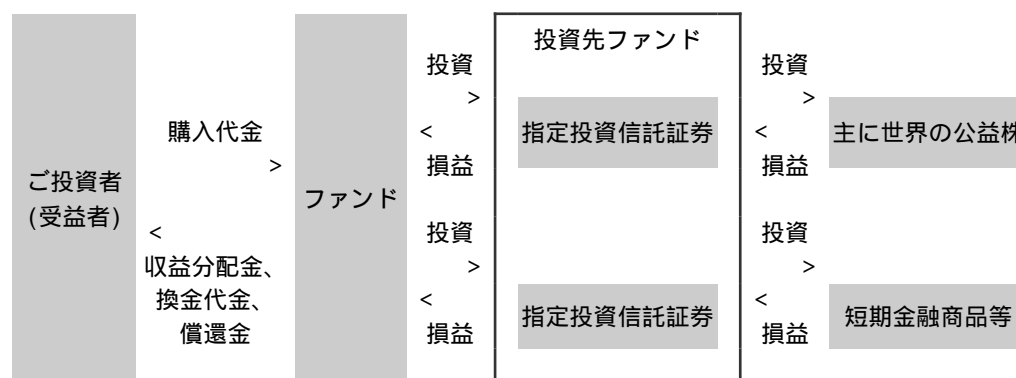 投資先ファンド
投資
>
投資
>
購入代金
>
<
指定投資信託証券
<
主に世界の公益株
損益
損益
ご投資者
(受益者)
ファンド
<
収益分配金、
換金代金、
償還金
投資
>
投資
>
<
指定投資信託証券
<
短期金融商品等
損益
損益